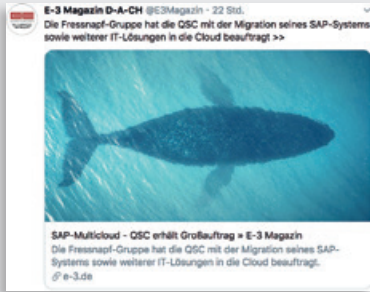 E-3 Magazin D-A-CH @E3Magazin - 22 Std.
Die Fressnapf-Gruppe hat die QSC mit der Migration seines SAP-Systems
sowie weiterer IT-Lösungen in die Cloud beauftragt >>
SAP-Multicloud - QSC erhält Großauftrag » E-3 Magazin
Die Fressnapf-Gruppe hat die QSC mit der Migration seines SAP-
Systems sowie weiterer IT-Lösungen in die Cloud beauftragt.
e-3.de